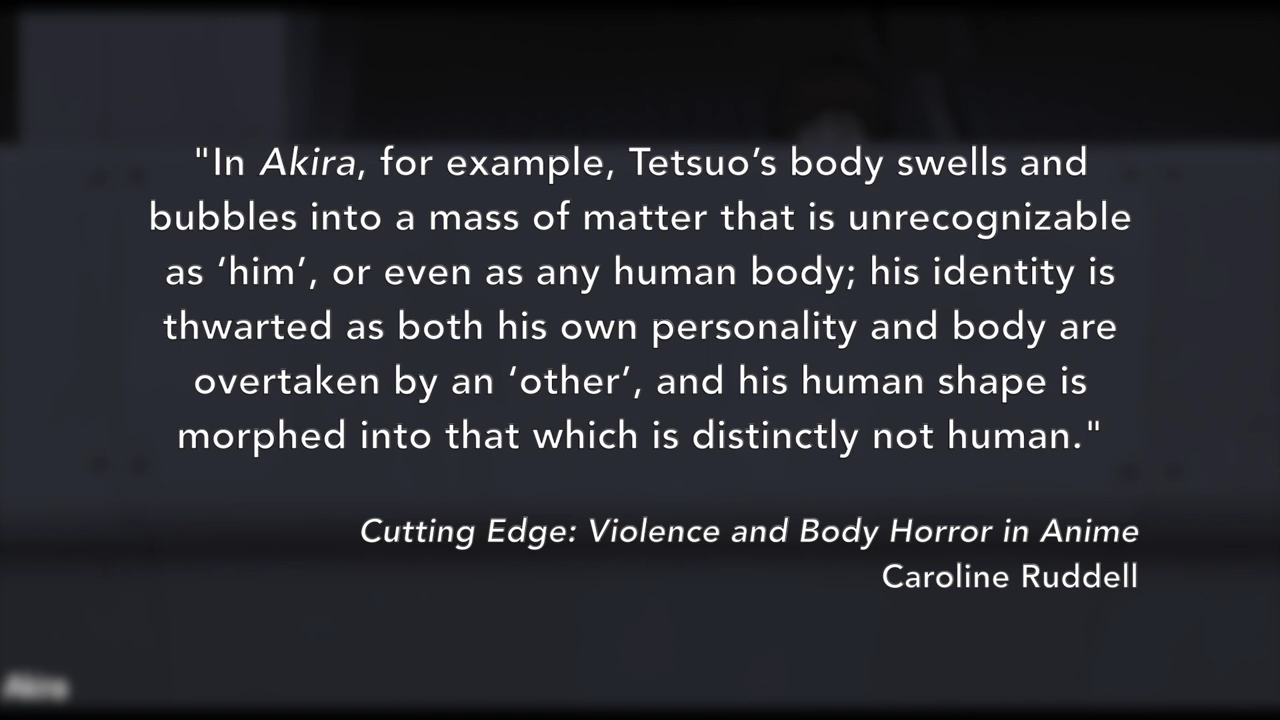 "In Akira, for example, Tetsuo’s body swells and
bubbles into a mass of matter that is unrecognizable
as ‘him’, or even as any human body; his identity is
thwarted as both his own personality and body are
overtaken by an ‘other’, and his human shape is
morphed into that which is distinctly not human."
Cutting Edge: Violence and Body Horror in Anime
Caroline Ruddell
Akira